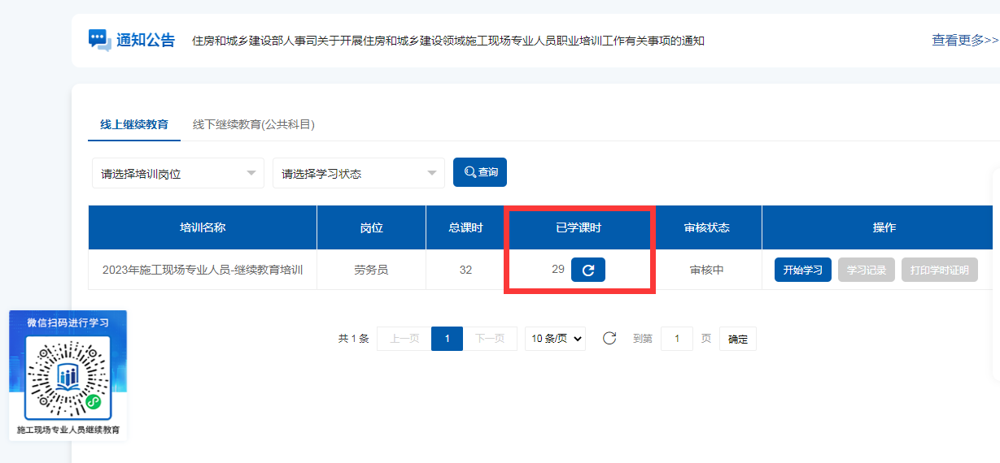 通知公告 住房和城乡建设部人事司关于开展住房和城乡建设领域施工现场专业人员职业培训工作有关事项的通知 查看更多>>
线上继续教育 线下继续教育(公共科目)
请选择培训岗位 请选择学习状态 查询
培训名称 岗位 总课时 已学课时 审核状态 操作
2023年施工现场专业人员-继续教育培训 劳务员 32 29 审核中 开始学习 学习记录 打印学时证明
微信扫码进行学习
共 1 条 上一页 1 下一页 10 条/页 到第 1 页 确定
施工现场专业人员继续教育